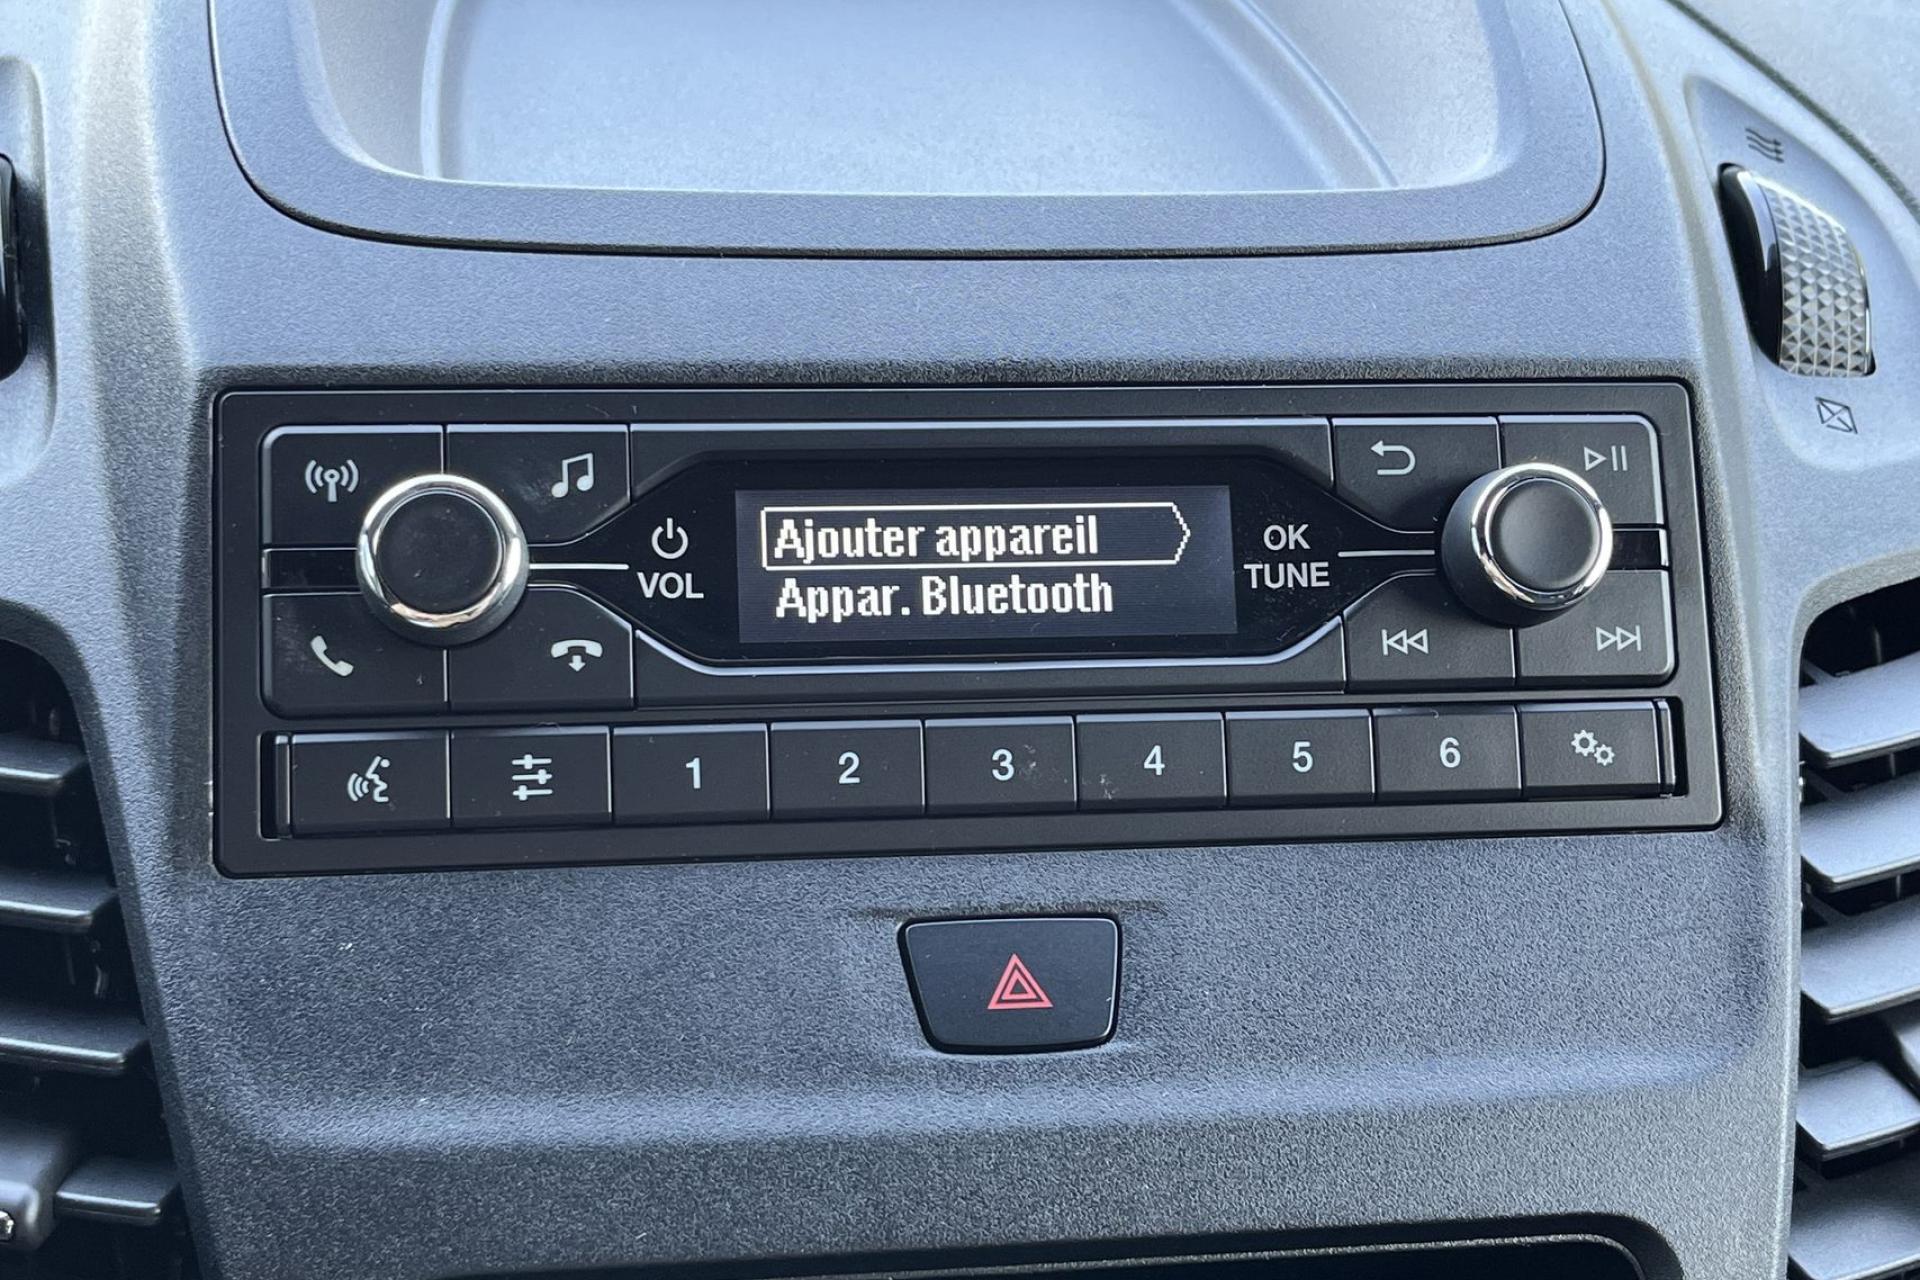 Ajouter appareil
Appar. Bluetooth
VOL
OK
TUNE
1 2 3 4 5 6